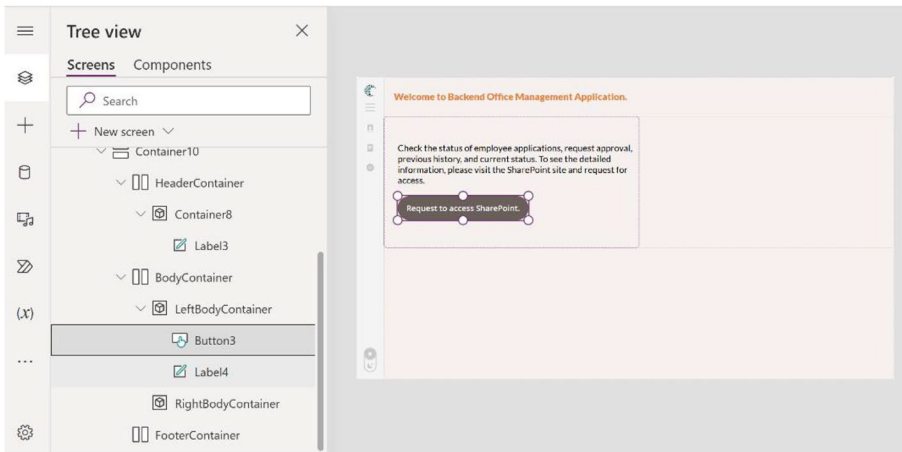 Tree view
Screens Components
Search
New screen
Container10
HeaderContainer
Container8
Label3
BodyContainer
LeftBodyContainer
Button3
Label4
RightBodyContainer
FooterContainer
(x)
Welcome to Backend Office Management Application.
Check the status of employee applications, request approval,
previous history, and current status. To see the detailed
information, please visit the SharePoint site and request for
access.
Request to access SharePoint.